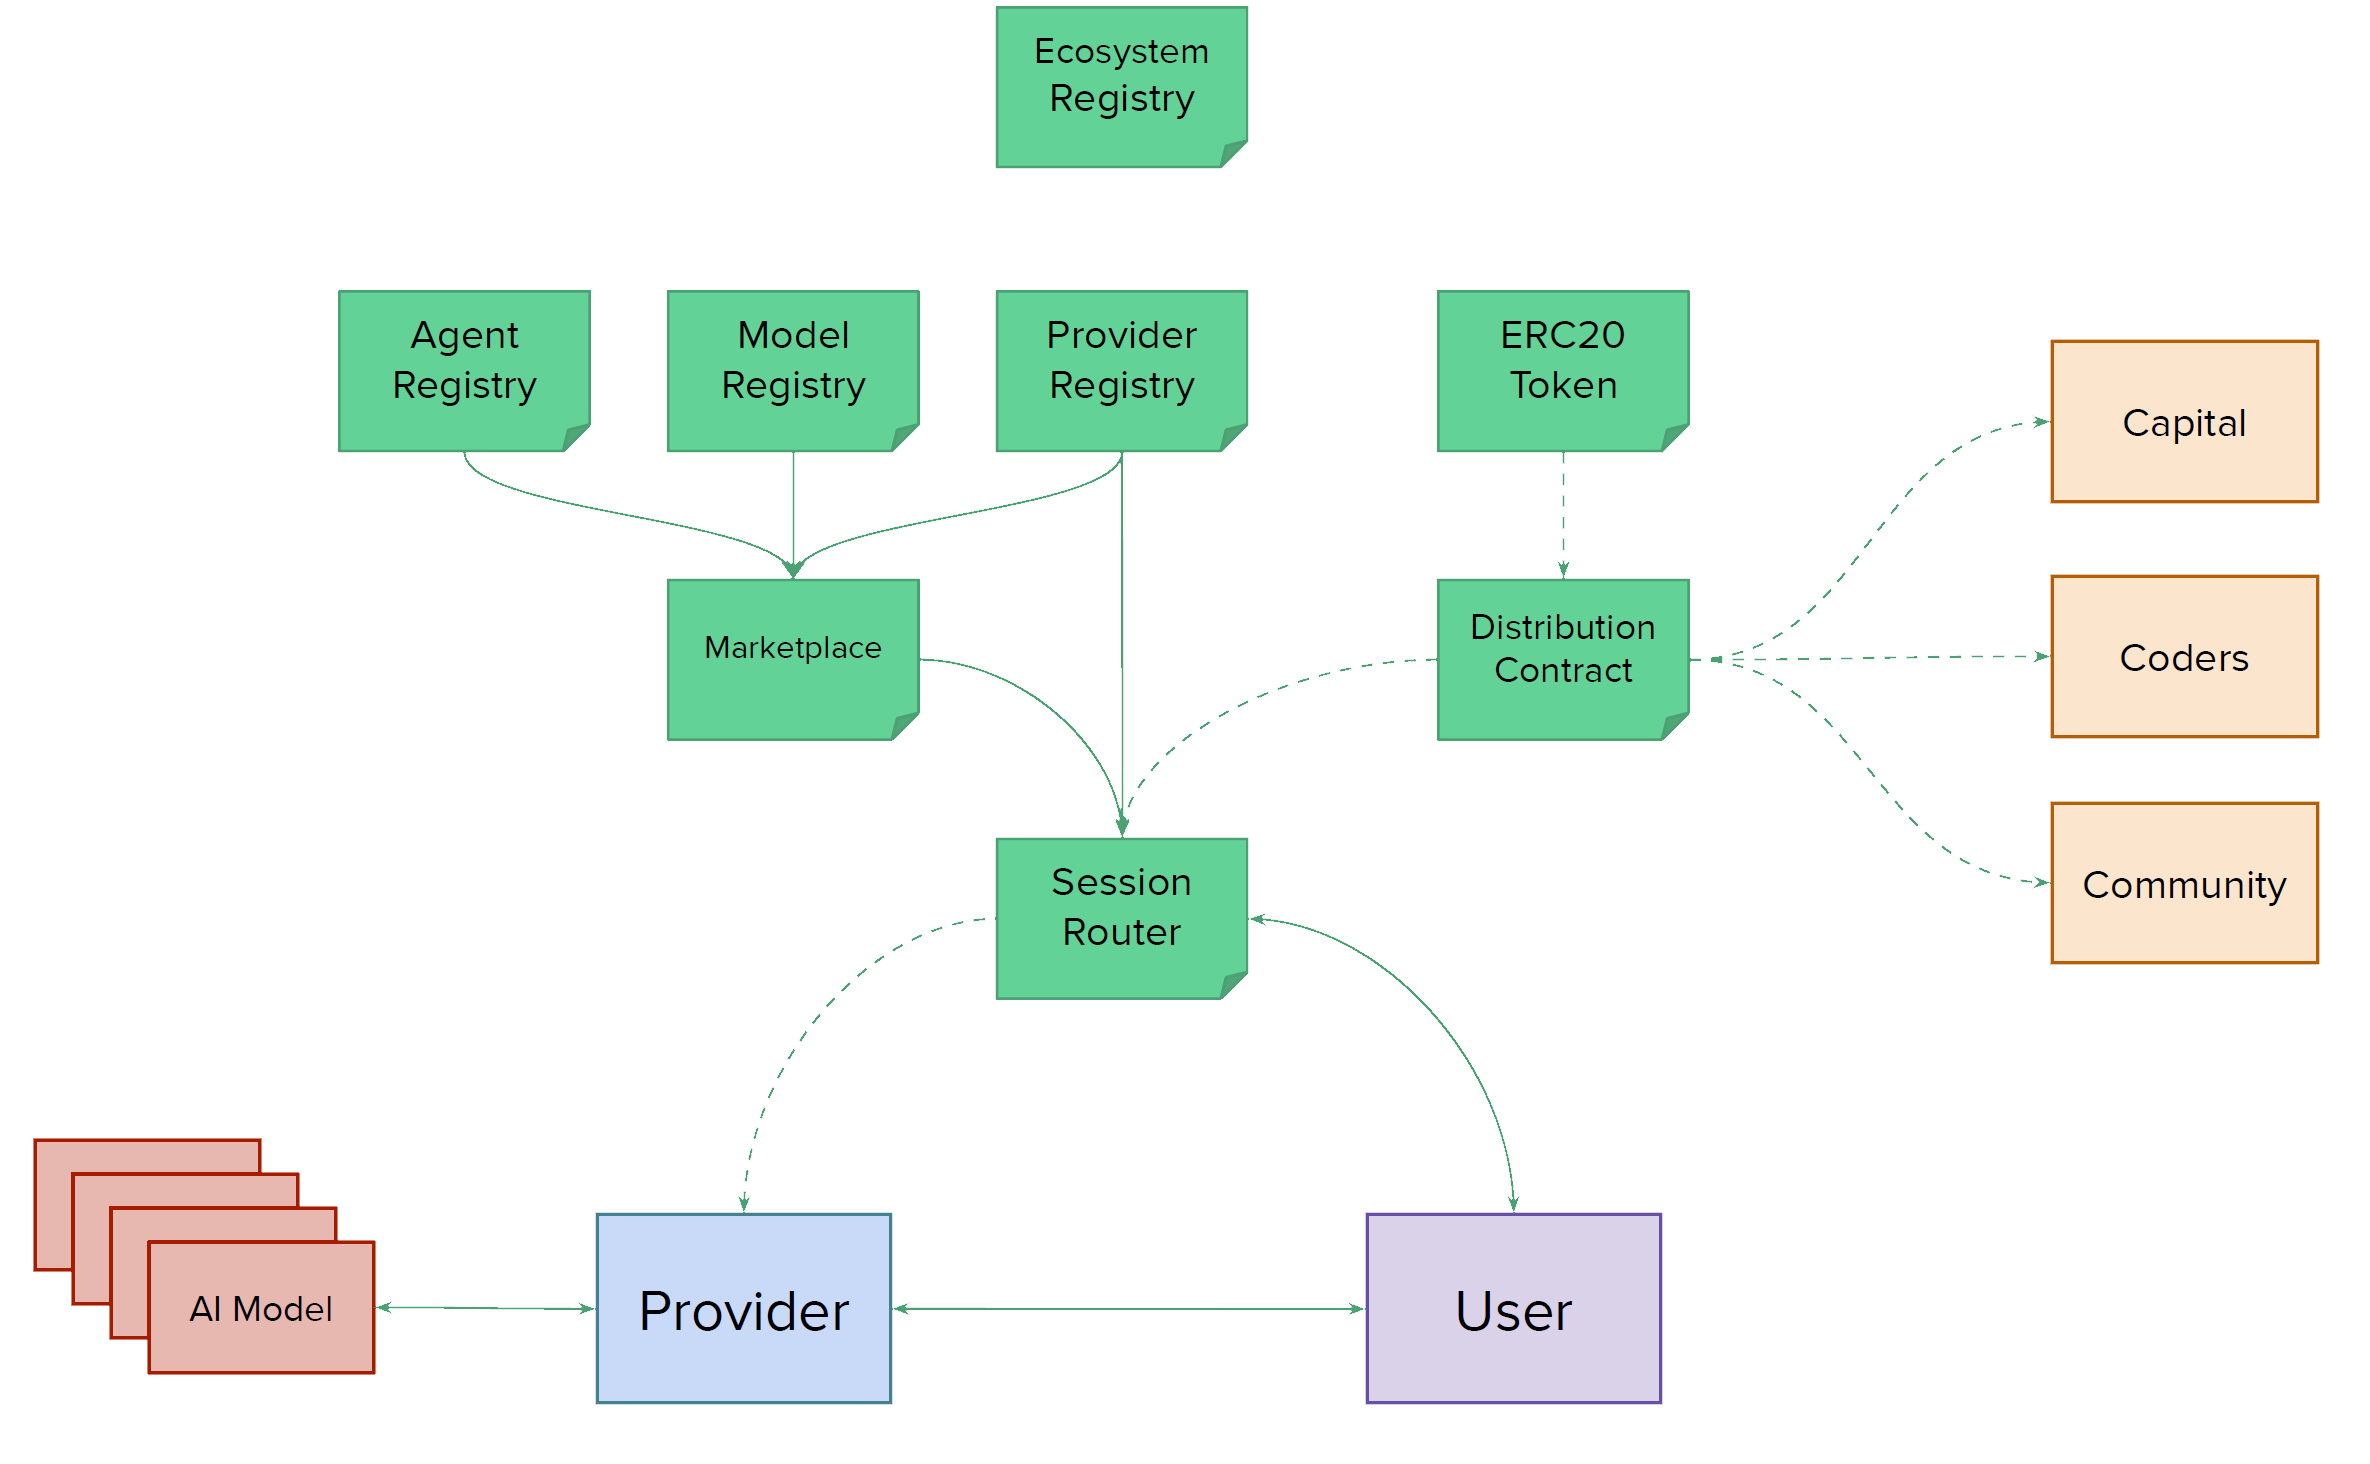 Ecosystem
Registry
Agent
Registry
Model
Registry
Provider
Registry
ERC20
Token
Capital
Marketplace
Distribution
Contract
Coders
Session
Router
Community
AI Model
Provider
User